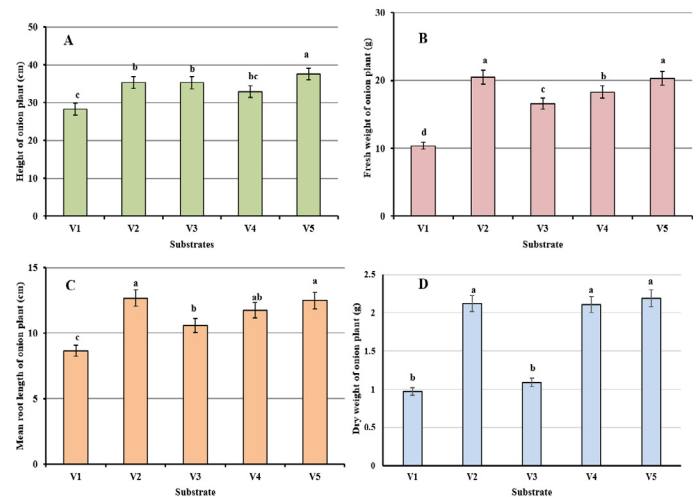 A
Height of onion plant (cm)
50
40
30
20
10
0
c
b
b
bc
a
V1 V2 V3 V4 V5
Substrates
B
Fresh weight of onion plant (g)
30
20
10
0
d
a
c
b
a
V1 V2 V3 V4 V5
Substrate
C
Mean root length of onion plant (cm)
15
10
5
0
c
a
b
ab
a
V1 V2 V3 V4 V5
Substrate
D
Dry weight of onion plant (g)
2.5
2
1.5
1
0.5
0
b
a
b
a
a
V1 V2 V3 V4 V5
Substrate